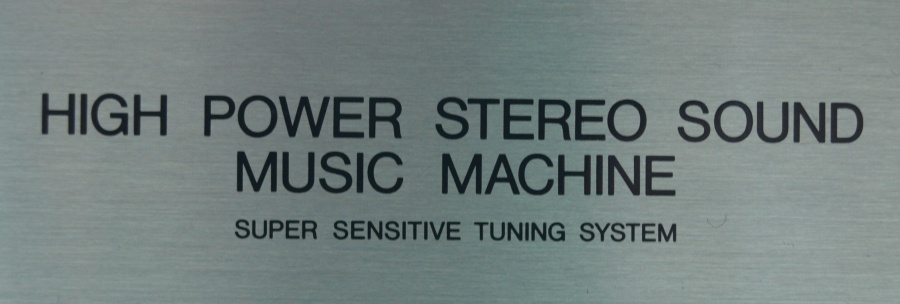 HIGH POWER STEREO SOUND
MUSIC MACHINE
SUPER SENSITIVE TUNING SYSTEM